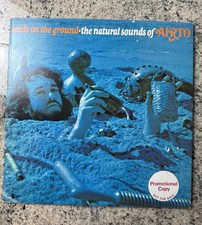 seeds on the ground•the natural sounds of AIRTO
Promotional
Copy